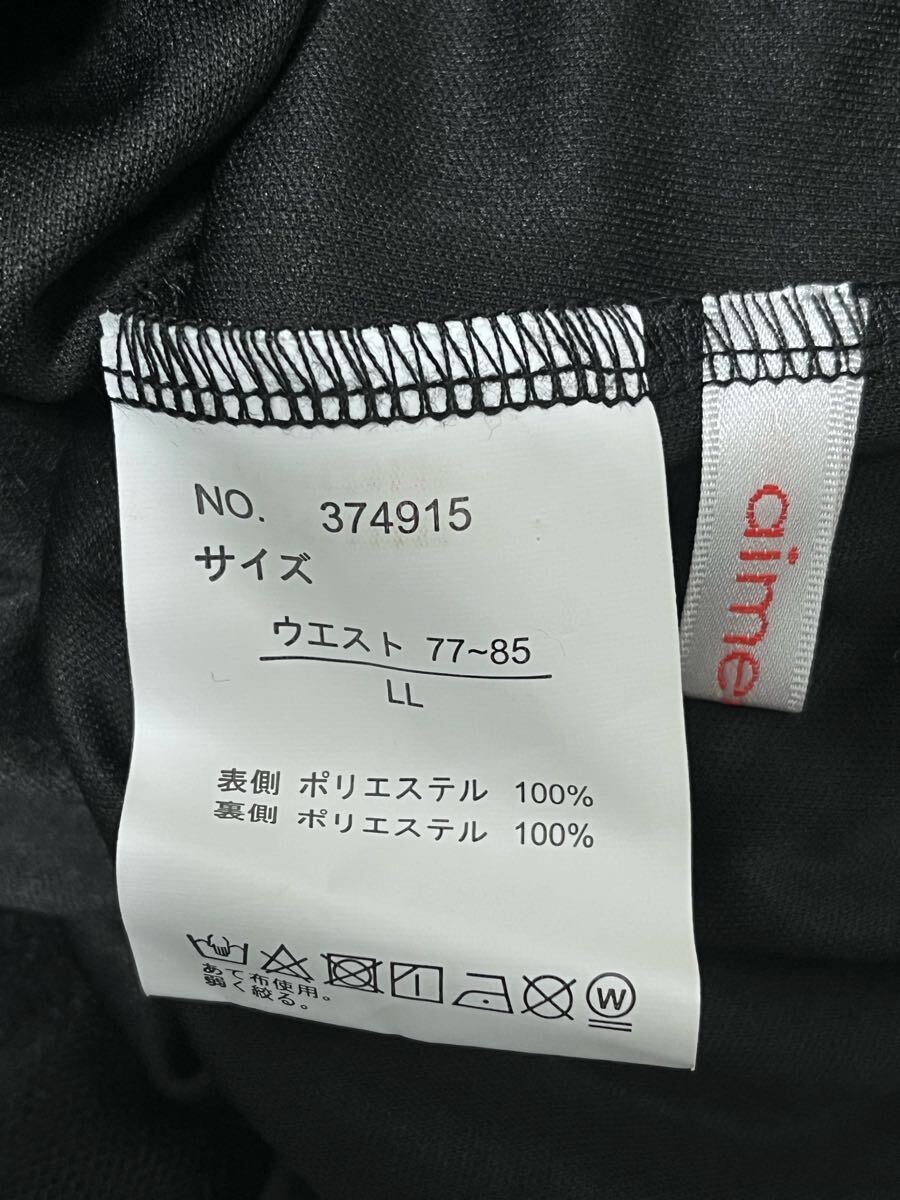 NO. 374915
サイズ
ウエスト 77~85
LL
表側 ポリエステル 100%
裏側 ポリエステル 100%
あて布使用。
弱く絞る。
W
aime